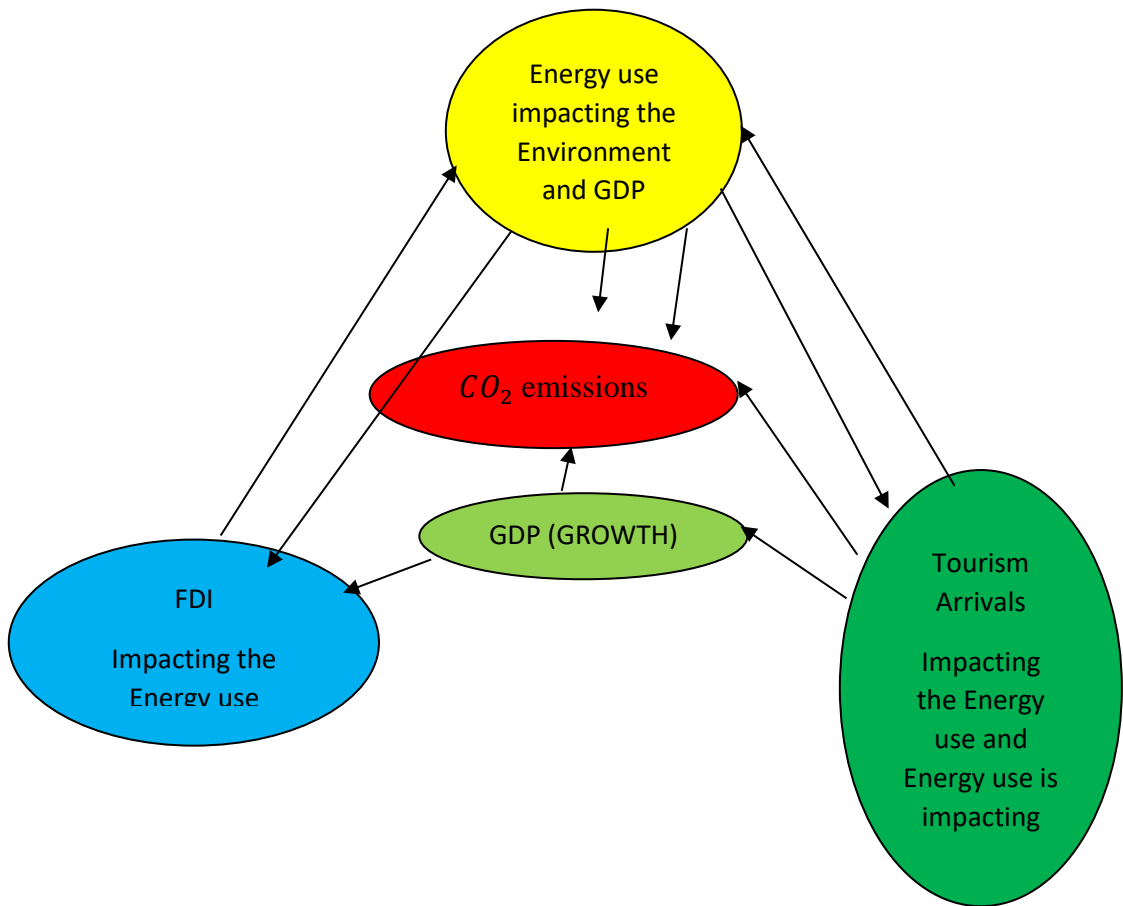 Energy use
impacting the
Environment
and GDP
𝐶𝑂₂ emissions
GDP (GROWTH)
FDI
Impacting the
Energy use
Tourism
Arrivals
Impacting
the Energy
use and
Energy use is
impacting